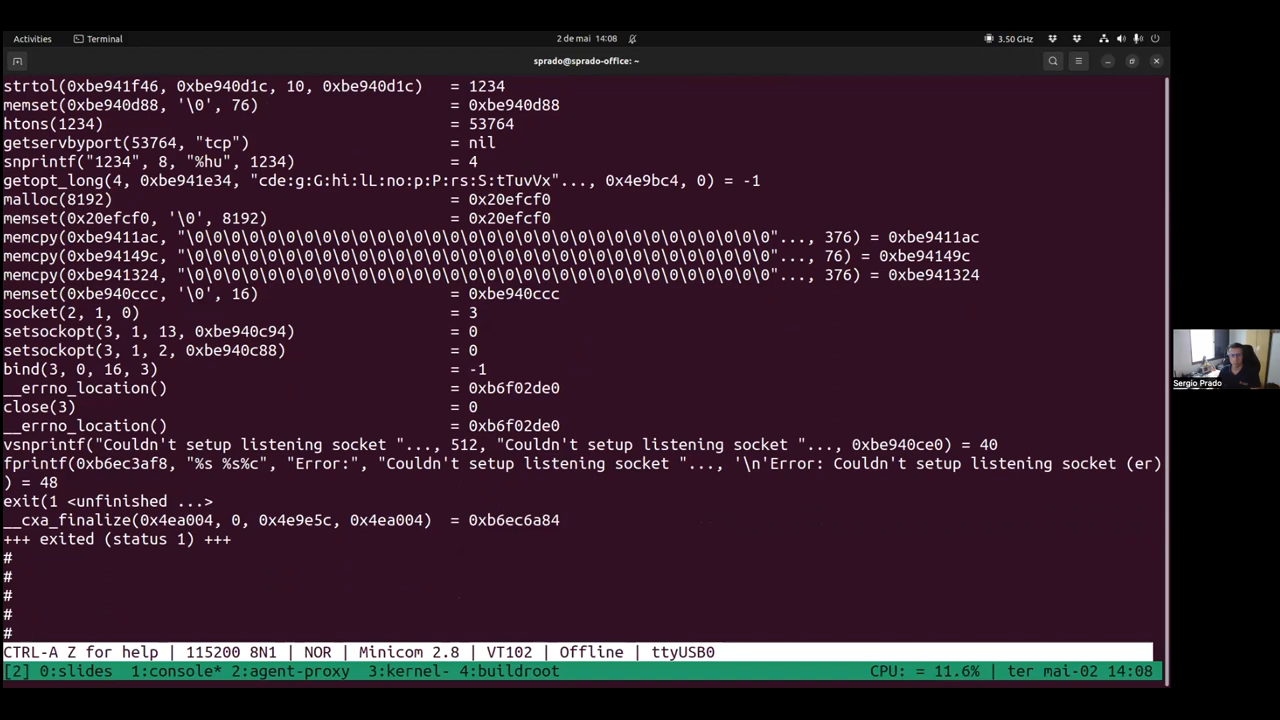 Activities Terminal 2 de mai 14:08 3.50 GHz
sprado@sprado-office: ~
strtol(0xbe941f46, 0xbe940d1c, 10, 0xbe940d1c) = 1234
memset(0xbe940d88, '\0', 76) = 0xbe940d88
htons(1234) = 53764
getservbyport(53764, "tcp") = nil
snprintf("1234", 8, "%hu", 1234) = 4
getopt_long(4, 0xbe941e34, "cde:g:G:hi:lL:no:p:P:rs:S:tTuvVx"..., 0x4e9bc4, 0) = -1
malloc(8192) = 0x20efcf0
memset(0x20efcf0, '\0', 8192) = 0x20efcf0
memcpy(0xbe9411ac, "\0\0\0\0\0\0\0\0\0\0\0\0\0\0\0\0\0\0\0\0\0\0\0\0\0\0\0\0\0\0\0\0"..., 376) = 0xbe9411ac
memcpy(0xbe94149c, "\0\0\0\0\0\0\0\0\0\0\0\0\0\0\0\0\0\0\0\0\0\0\0\0\0\0\0\0\0\0\0\0"..., 76) = 0xbe94149c
memcpy(0xbe941324, "\0\0\0\0\0\0\0\0\0\0\0\0\0\0\0\0\0\0\0\0\0\0\0\0\0\0\0\0\0\0\0\0"..., 376) = 0xbe941324
memset(0xbe940ccc, '\0', 16) = 0xbe940ccc
socket(2, 1, 0) = 3
setsockopt(3, 1, 13, 0xbe940c94) = 0
setsockopt(3, 1, 2, 0xbe940c88) = 0
bind(3, 0, 16, 3) = -1
__errno_location() = 0xb6f02de0
close(3) = 0
__errno_location() = 0xb6f02de0
vsnprintf("Couldn't setup listening socket "..., 512, "Couldn't setup listening socket "..., 0xbe940ce0) = 40
fprintf(0xb6ec3af8, "%s %s%c", "Error:", "Couldn't setup listening socket "..., '\n'Error: Couldn't setup listening socket (er)
) = 48
exit(1 <unfinished ...>
__cxa_finalize(0x4ea004, 0, 0x4e9e5c, 0x4ea004) = 0xb6ec6a84
+++ exited (status 1) +++
#
#
#
#
#
CTRL-A Z for help | 115200 8N1 | NOR | Minicom 2.8 | VT102 | Offline | ttyUSB0
[2] 0:slides 1:console* 2:agent-proxy 3:kernel- 4:buildroot CPU: = 11.6% | ter mai-02 14:08
Sergio Prado